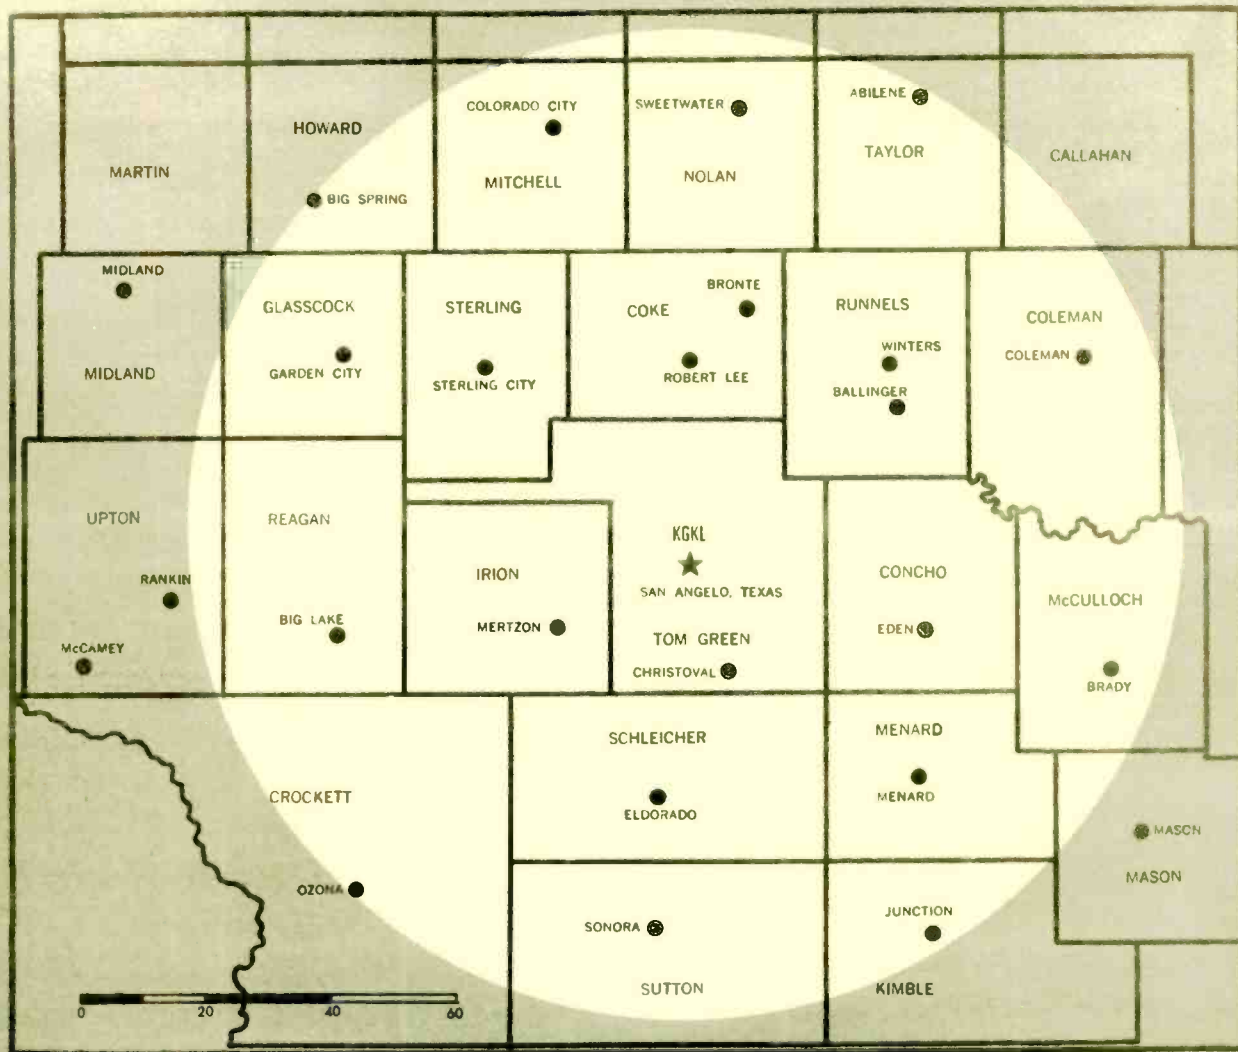 COLORADO CITY
SWEETWATER
ABILENE
HOWARD
MARTIN
MITCHELL
NOLAN
TAYLOR
CALLAHAN
BIG SPRING
MIDLAND
MIDLAND
GLASSCOCK
GARDEN CITY
STERLING
STERLING CITY
COKE
BRONTE
ROBERT LEE
RUNNELS
WINTERS
BALLINGER
COLEMAN
COLEMAN
UPTON
RANKIN
McCAMEY
REAGAN
BIG LAKE
IRION
MERTZON
KGKL
SAN ANGELO, TEXAS
TOM GREEN
CHRISTOVAL
CONCHO
EDEN
McCULLOCH
BRADY
CROCKETT
OZONA
SCHLEICHER
ELDORADO
MENARD
MENARD
MASON
MASON
SONORA
SUTTON
JUNCTION
KIMBLE
0 20 40 60